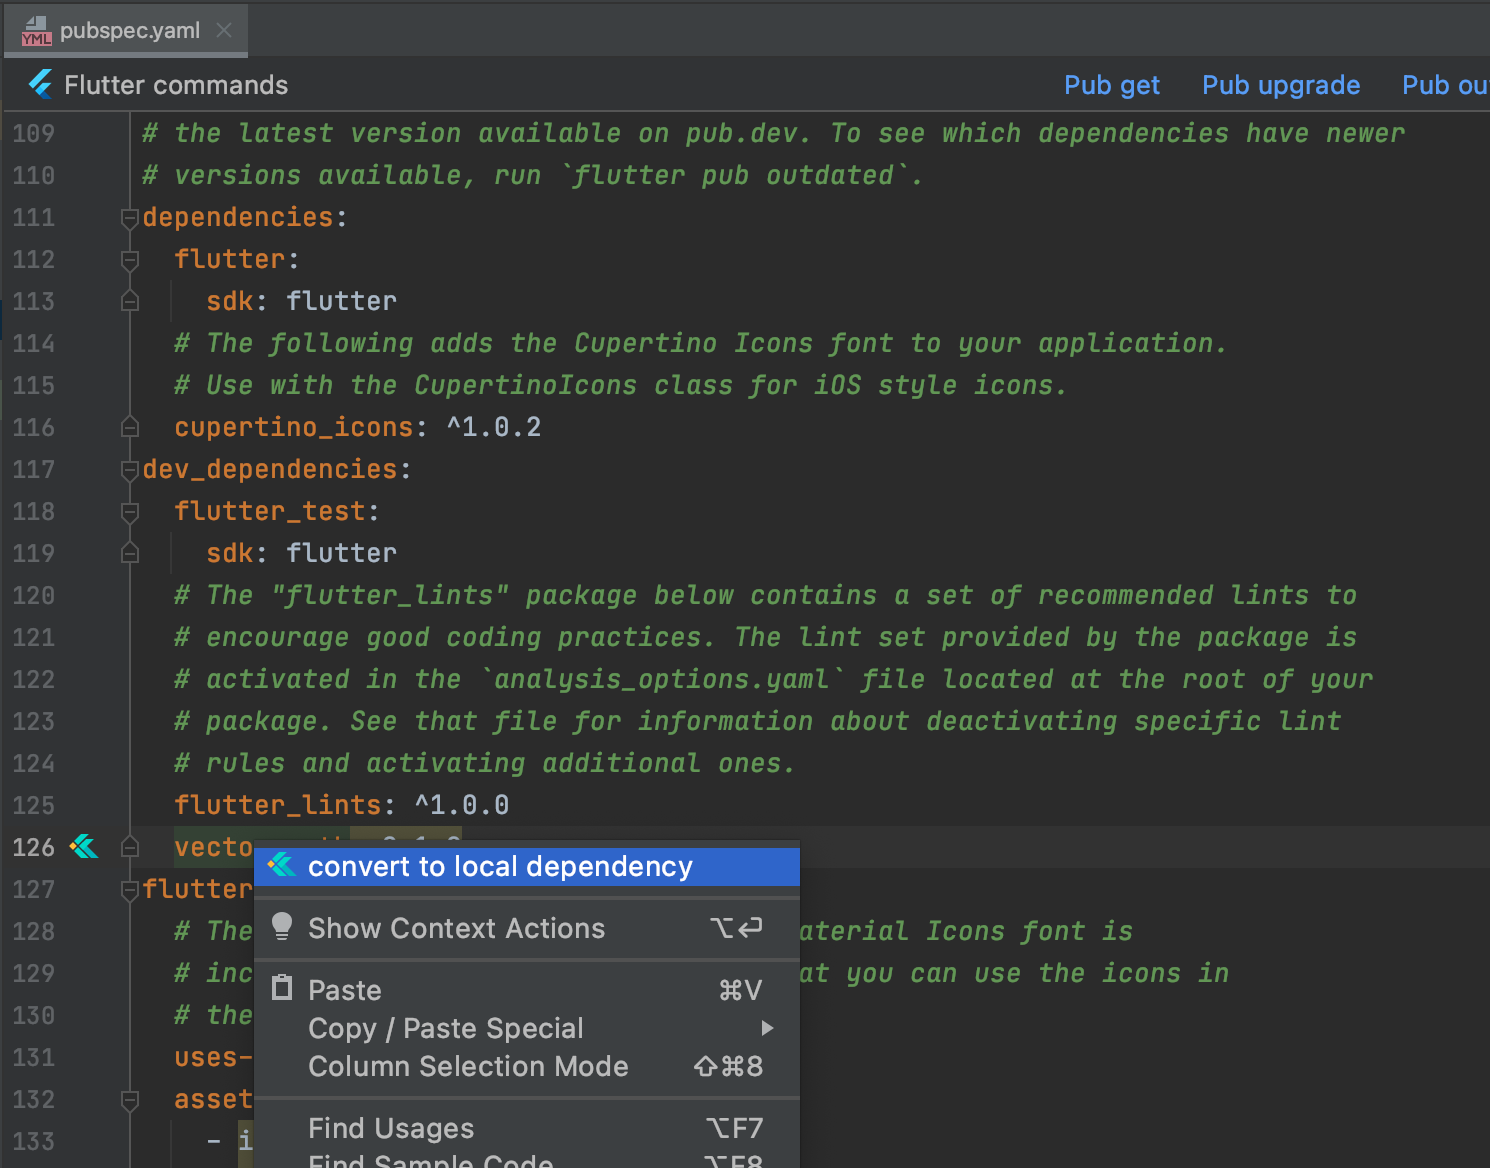 pubspec.yaml
YML
Flutter commands Pub get Pub upgrade Pub ou
109 # the latest version available on pub.dev. To see which dependencies have newer
110 # versions available, run `flutter pub outdated`.
111 dependencies:
112 flutter:
113 sdk: flutter
114 # The following adds the Cupertino Icons font to your application.
115 # Use with the CupertinoIcons class for iOS style icons.
116 cupertino_icons: ^1.0.2
117 dev_dependencies:
118 flutter_test:
119 sdk: flutter
120 # The "flutter_lints" package below contains a set of recommended lints to
121 # encourage good coding practices. The lint set provided by the package is
122 # activated in the `analysis_options.yaml` file located at the root of your
123 # package. See that file for information about deactivating specific lint
124 # rules and activating additional ones.
125 flutter_lints: ^1.0.0
126 vecto
convert to local dependency
127 flutter
Show Context Actions ⌥⏎
128 # The aterial Icons font is
129 # inc at you can use the icons in
Paste ⌘V
130 # the
Copy / Paste Special
131 uses-
Column Selection Mode ⇧⌘8
132 asset
Find Usages ⌥F7
133 - i
Find Sample Code ⌥F8